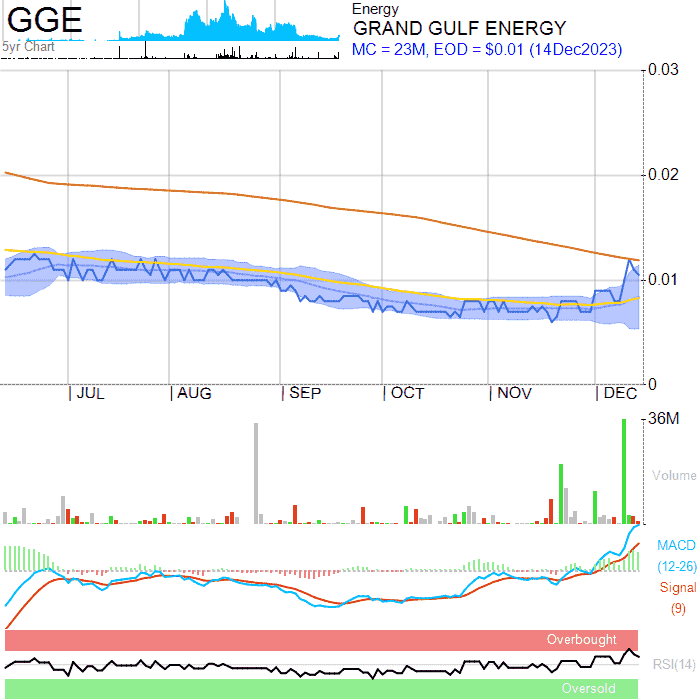 GGE
5yr Chart
Energy
GRAND GULF ENERGY
MC = 23M, EOD = $0.01 (14Dec2023)
0.03
0.02
0.01
0
JUL
AUG
SEP
OCT
NOV
DEC
36M
Volume
MACD
(12-26)
Signal
(9)
Overbought
RSI(14)
Oversold